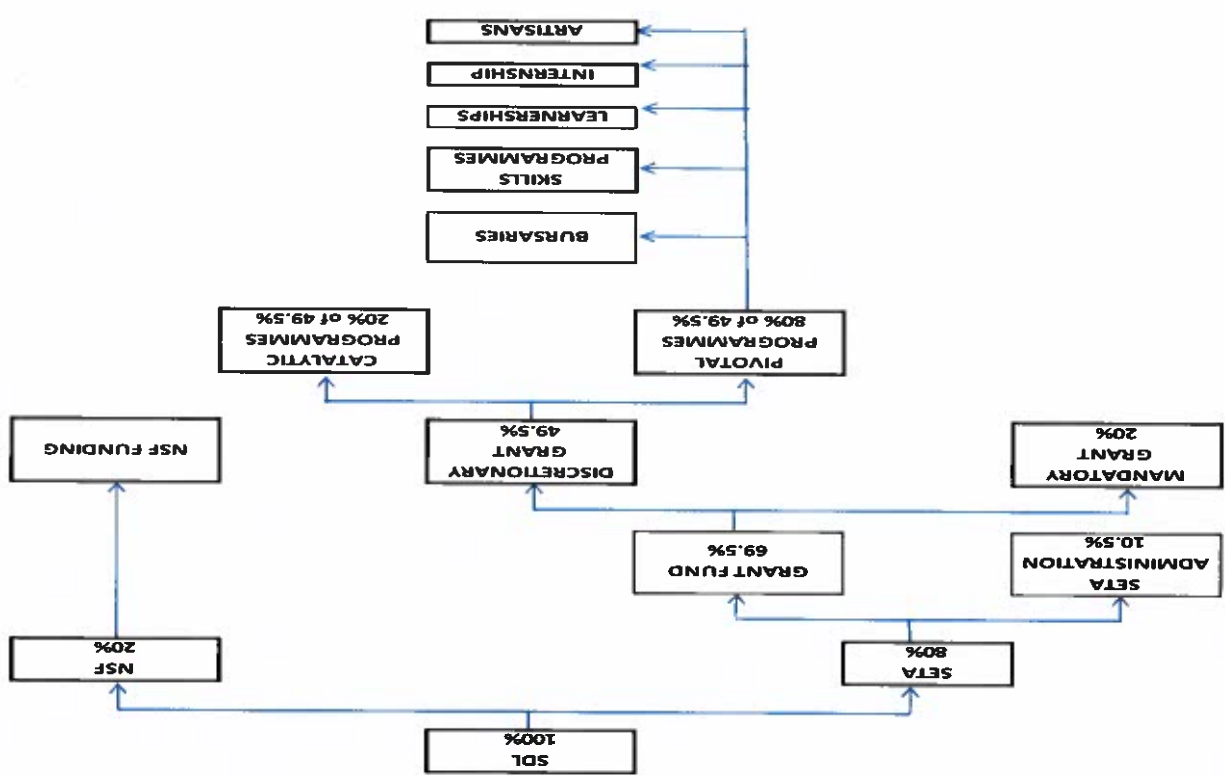 SDL
100%
SETA
80%
NSF
20%
SETA
ADMINISTRATION
10.5%
GRANT FUND
69.5%
MANDATORY
GRANT
20%
DISCRETIONARY
GRANT
49.5%
NSF FUNDING
PIVOTAL
PROGRAMMES
80% of 49.5%
CATALYTIC
PROGRAMMES
20% of 49.5%
BURSARIES
SKILLS
PROGRAMMES
LEARNERSHIPS
INTERNSHIP
ARTISANS